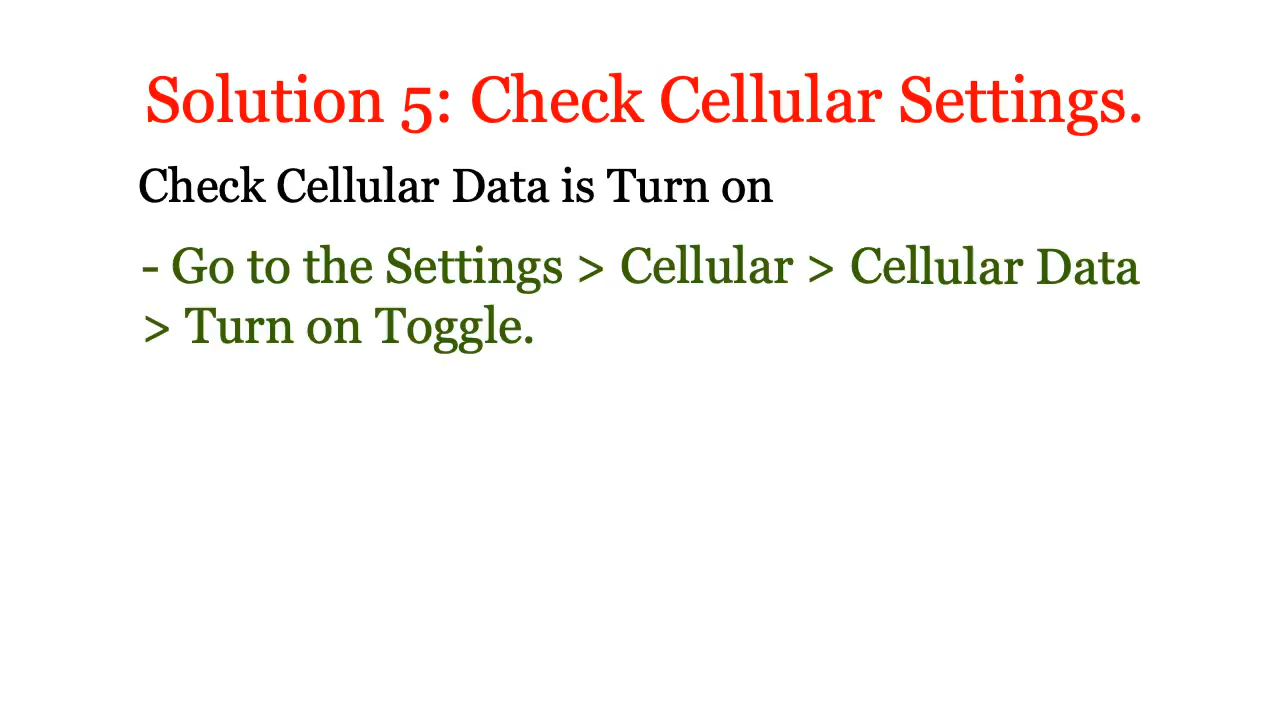 Solution 5: Check Cellular Settings.
Check Cellular Data is Turn on
- Go to the Settings > Cellular > Cellular Data
> Turn on Toggle.